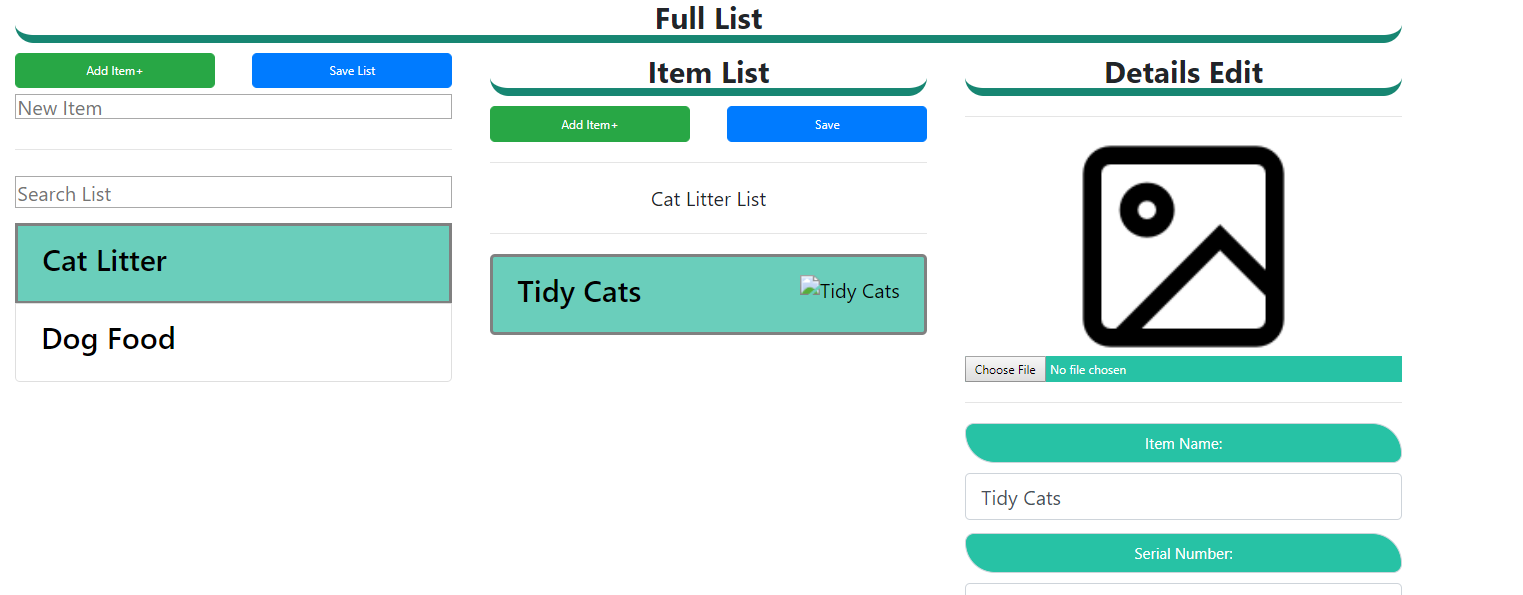 Full List
Add Item+
Save List
New Item
Search List
Cat Litter
Dog Food
Item List
Add Item+
Save
Cat Litter List
Tidy Cats
Tidy Cats
Details Edit
Choose File No file chosen
Item Name:
Tidy Cats
Serial Number: